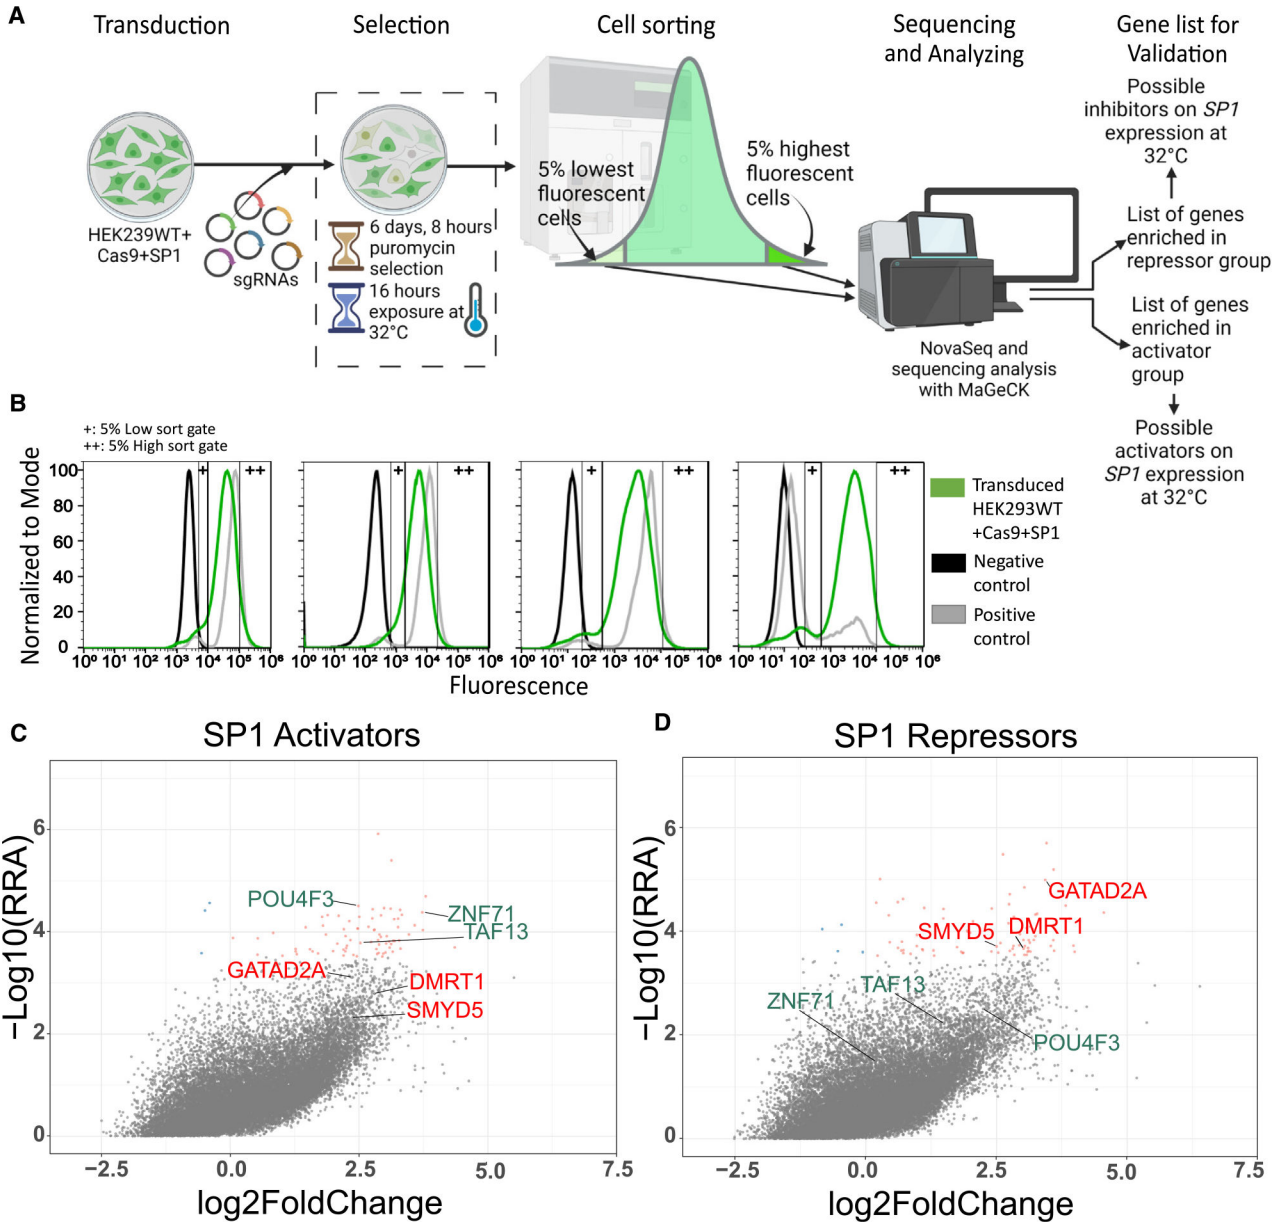 A
Transduction
Selection
Cell sorting
Sequencing
and Analyzing
Gene list for
Validation
HEK239WT+
Cas9+SP1
sgRNAs
6 days, 8 hours
puromycin
selection
16 hours
exposure at
32°C
5% lowest
fluorescent
cells
5% highest
fluorescent
cells
NovaSeq and
sequencing analysis
with MaGeCK
Possible
inhibitors on SP1
expression at
32°C
List of genes
enriched in
repressor group
List of genes
enriched in
activator
group
Possible
activators on
SP1 expression
at 32°C
B
+: 5% Low sort gate
++: 5% High sort gate
Normalized to Mode
100
80
60
40
20
0
+ ++
+ ++
+ ++
+ ++
10⁰ 10¹ 10² 10³ 10⁴ 10⁵ 10⁶
10⁰ 10¹ 10² 10³ 10⁴ 10⁵ 10⁶
10⁰ 10¹ 10² 10³ 10⁴ 10⁵ 10⁶
10⁰ 10¹ 10² 10³ 10⁴ 10⁵ 10⁶
Fluorescence
Transduced
HEK293WT
+Cas9+SP1
Negative
control
Positive
control
C
SP1 Activators
−Log10(RRA)
6
4
2
0
POU4F3
ZNF71
TAF13
GATAD2A
DMRT1
SMYD5
−2.5 0.0 2.5 5.0 7.5
log2FoldChange
D
SP1 Repressors
−Log10(RRA)
6
4
2
0
GATAD2A
SMYD5
DMRT1
TAF13
ZNF71
POU4F3
−2.5 0.0 2.5 5.0 7.5
log2FoldChange